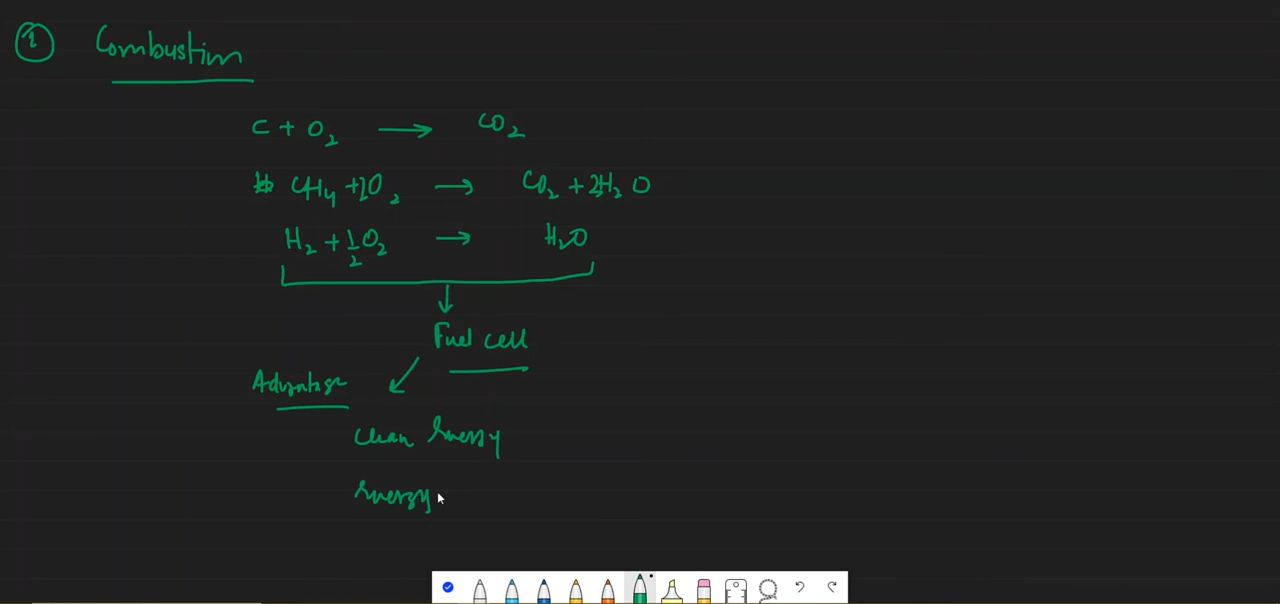 ① Combustion
C + O₂ → CO₂
CH₄ + 2O₂ → CO₂ + 2H₂O
H₂ + ½O₂ → H₂O
Fuel cell
Advantage
Clean Energy
Energy